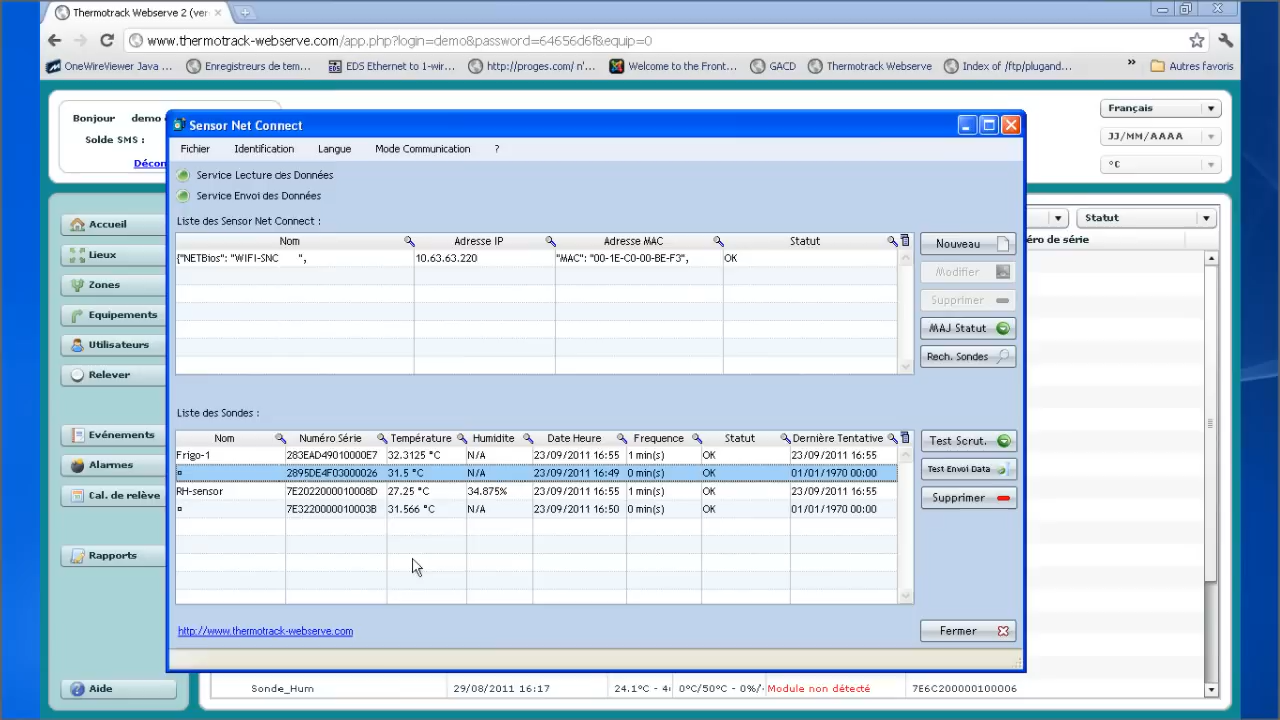 Thermotrack Webserve 2 (ver
www.thermotrack-webserve.com/app.php?login=demo&password=64656d6f&equip=0
OneWireViewer Java ... Enregistreurs de tem... EDS Ethernet to 1-wir... http://proges.com/ n'... Welcome to the Front... GACD Thermotrack Webserve Index of /ftp/plugand... » Autres favoris
Bonjour demo
Solde SMS :
Décon
Français
JJ/MM/AAAA
°C
Accueil
Lieux
Zones
Equipements
Utilisateurs
Relever
Evénements
Alarmes
Cal. de relève
Rapports
Aide
Statut
éro de série
Sensor Net Connect
Fichier Identification Langue Mode Communication ?
Service Lecture des Données
Service Envoi des Données
Liste des Sensor Net Connect :
Nom Adresse IP Adresse MAC Statut
{"NETBios": "WIFI-SNC ", 10.63.63.220 "MAC": "00-1E-C0-00-BE-F3", OK
Nouveau
Modifier
Supprimer
MAJ Statut
Rech. Sondes
Liste des Sondes :
Nom Numéro Série Température Humidite Date Heure Frequence Statut Dernière Tentative
Frigo-1 283EAD49010000E7 32.3125 °C N/A 23/09/2011 16:55 1 min(s) OK 23/09/2011 16:55
¤ 2895DE4F03000026 31.5 °C N/A 23/09/2011 16:49 0 min(s) OK 01/01/1970 00:00
RH-sensor 7E2022000010008D 27.25 °C 34.875% 23/09/2011 16:55 1 min(s) OK 23/09/2011 16:55
¤ 7E3220000010003B 31.566 °C N/A 23/09/2011 16:50 0 min(s) OK 01/01/1970 00:00
Test Scrut.
Test Envoi Data
Supprimer
http://www.thermotrack-webserve.com
Fermer
Sonde_Hum 29/08/2011 16:17 24.1°C - 4 0°C/50°C - 0%/ Module non détecté 7E6C200000100006